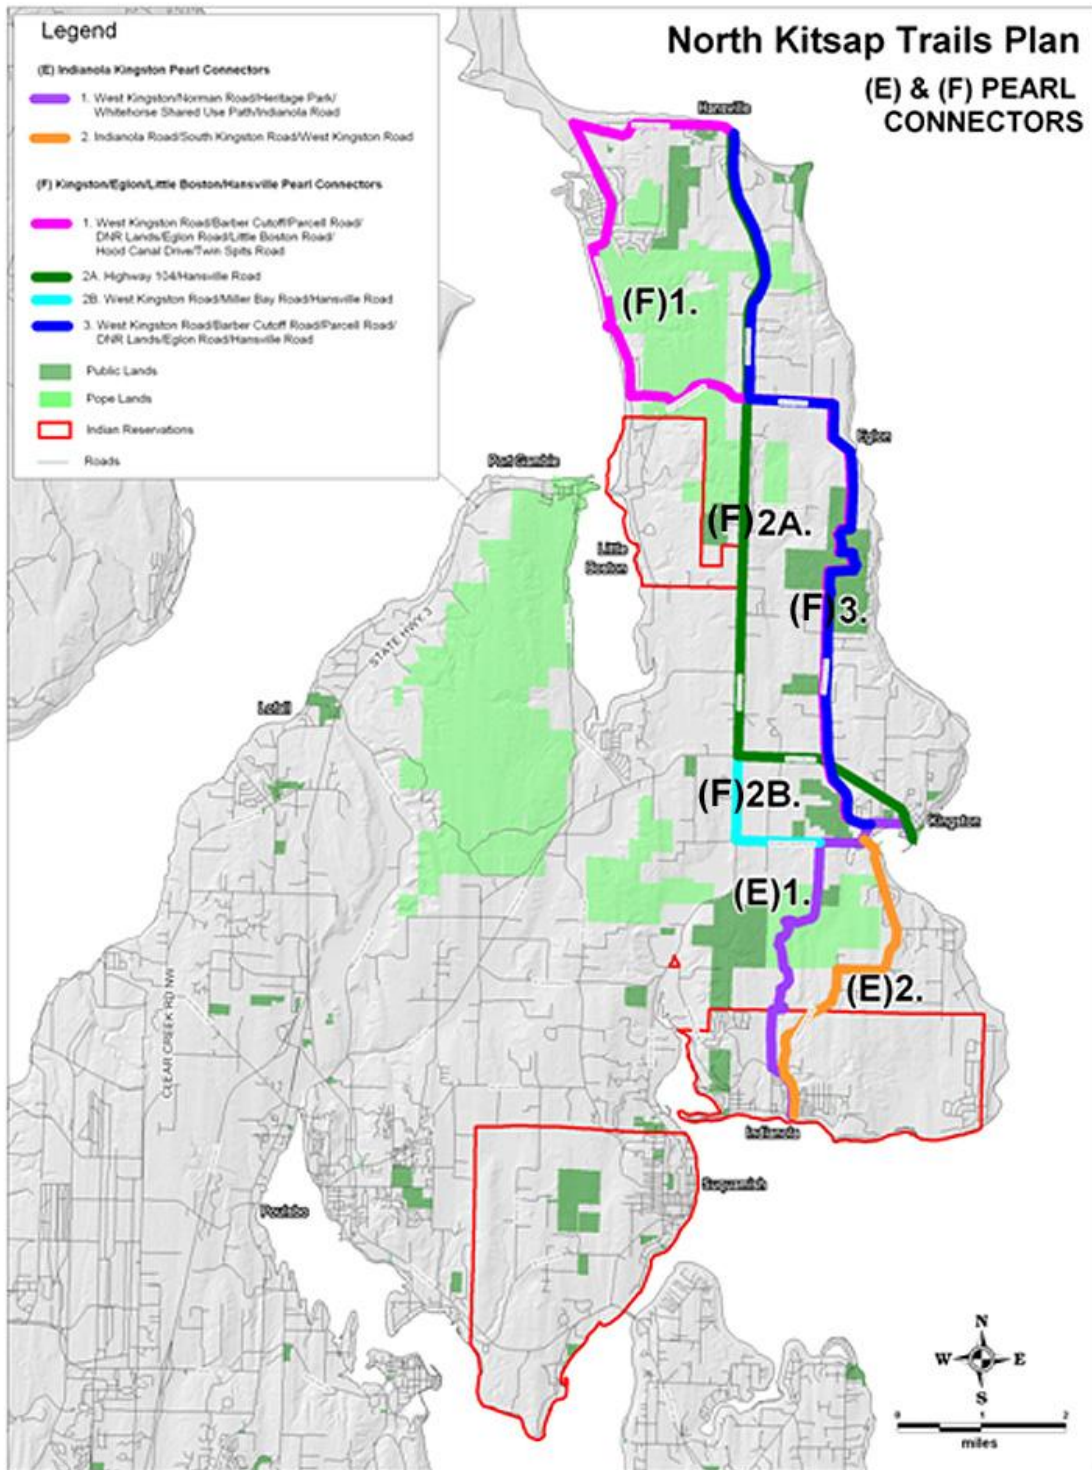 Legend
(E) Indianola Kingston Pearl Connectors
1. West Kingston/Norman Road/Heritage Park/
Whitehorse Shared Use Path/Indianola Road
2. Indianola Road/South Kingston Road/West Kingston Road
(F) Kingston/Eglon/Little Boston/Hansville Pearl Connectors
1. West Kingston Road/Barber Cutoff/Parcell Road/
DNR Lands/Eglon Road/Little Boston Road/
Hood Canal Drive/Twin Spits Road
2A. Highway 104/Hansville Road
2B. West Kingston Road/Miller Bay Road/Hansville Road
3. West Kingston Road/Barber Cutoff Road/Parcell Road/
DNR Lands/Eglon Road/Hansville Road
Public Lands
Pope Lands
Indian Reservations
Roads
North Kitsap Trails Plan
(E) & (F) PEARL
CONNECTORS
Hansville
(F)1.
Eglon
Port Gamble
(F)2A.
Little
Boston
(F)3.
STATE HWY 3
Lofall
(F)2B.
Kingston
(E)1.
(E)2.
CLEAR CREEK RD NW
Indianola
Suquamish
Poulsbo
N
W
E
S
0
1
2
miles